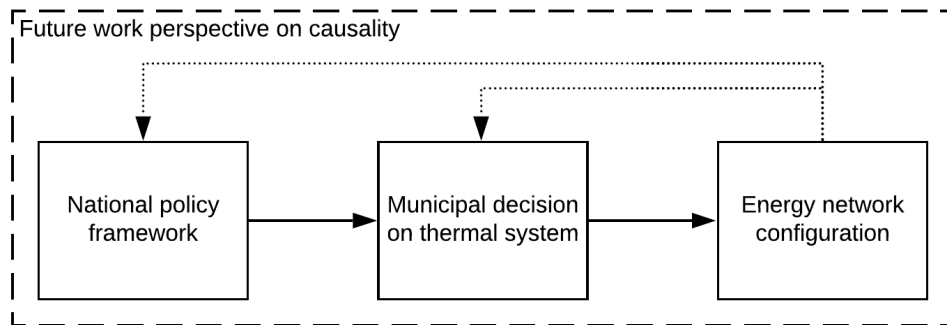 Future work perspective on causality
National policy
framework
Municipal decision
on thermal system
Energy network
configuration